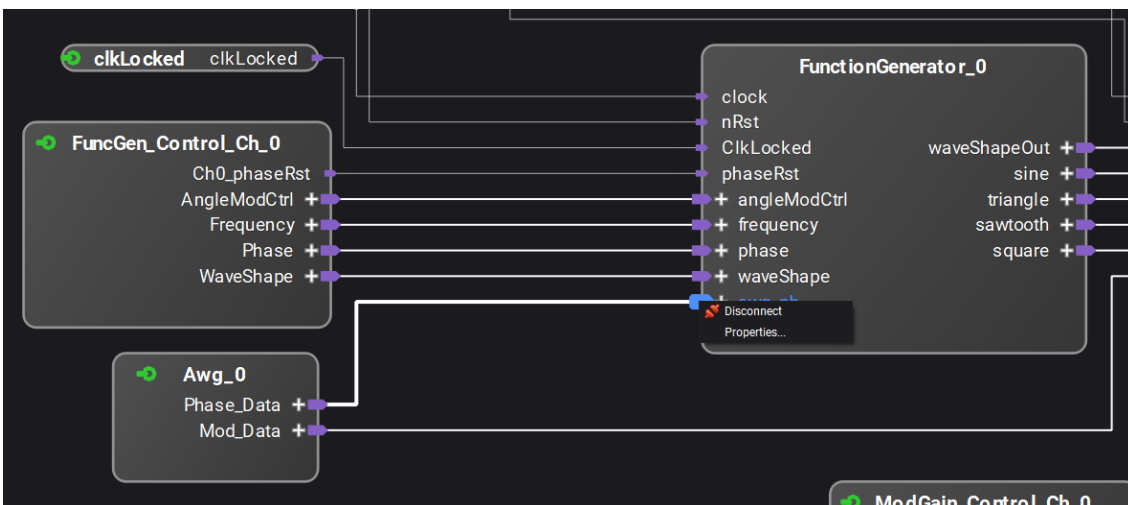 clkLocked clkLocked
FuncGen_Control_Ch_0
Ch0_phaseRst
AngleModCtrl
Frequency
Phase
WaveShape
Awg_0
Phase_Data
Mod_Data
FunctionGenerator_0
clock
nRst
ClkLocked waveShapeOut
phaseRst sine
angleModCtrl triangle
frequency sawtooth
phase square
waveShape
Disconnect
Properties...
ModGain_Control_Ch_0